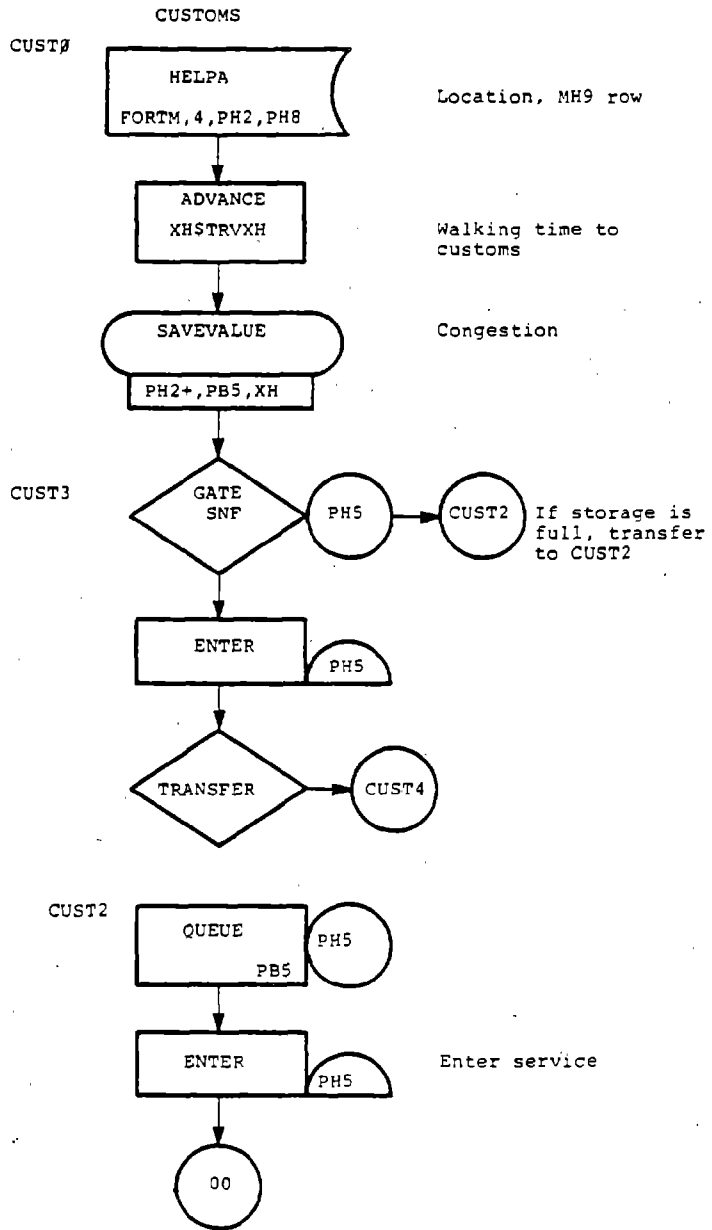 CUSTOMS
CUSTØ
HELPA
FORTM,4,PH2,PH8
Location, MH9 row
ADVANCE
XH$TRVXH
Walking time to
customs
SAVEVALUE
Congestion
PH2+,PB5,XH
CUST3
GATE
SNF
PH5
CUST2
If storage is
full, transfer
to CUST2
ENTER
PH5
TRANSFER
CUST4
CUST2
QUEUE
PH5
PB5
ENTER
PH5
Enter service
OO